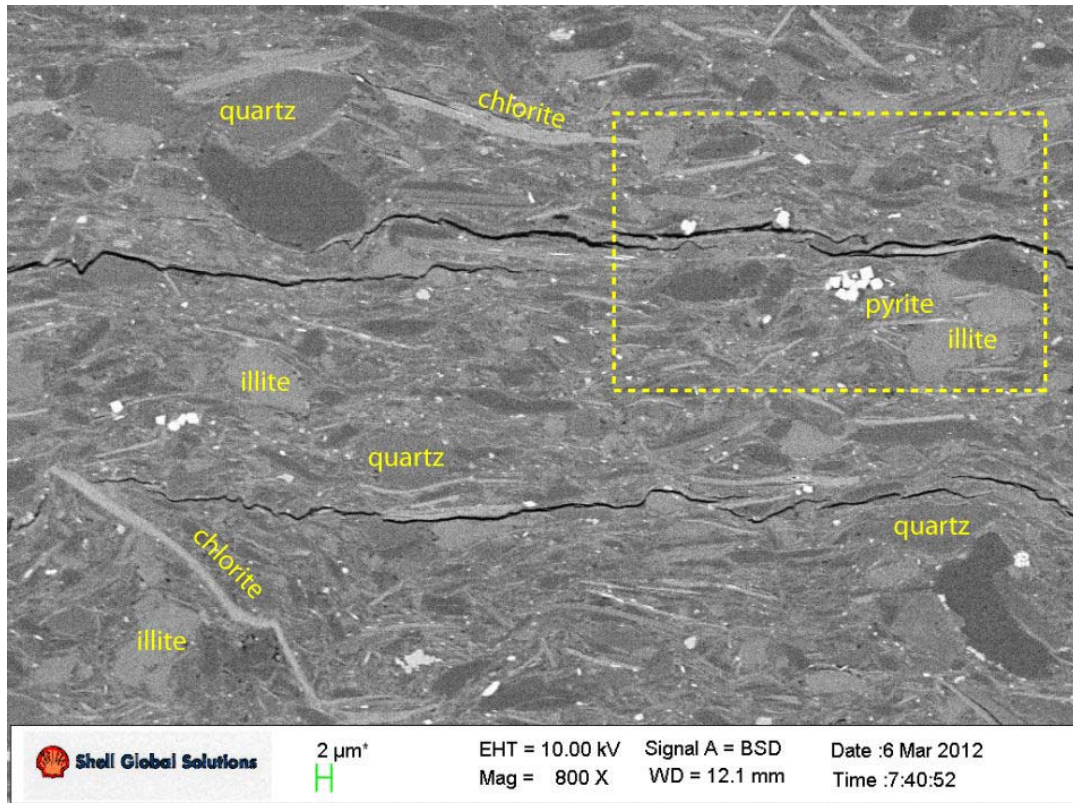 quartz
chlorite
pyrite
illite
illite
quartz
quartz
chlorite
illite
Shell Global Solutions
2 µm*
EHT = 10.00 kV
Signal A = BSD
Date :6 Mar 2012
Mag = 800 X
WD = 12.1 mm
Time :7:40:52